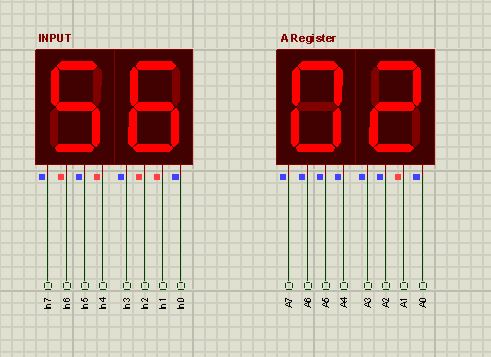 INPUT
A Register
56
02
In7 In6 In5 In4 In3 In2 In1 In0
A7 A6 A5 A4 A3 A2 A1 A0